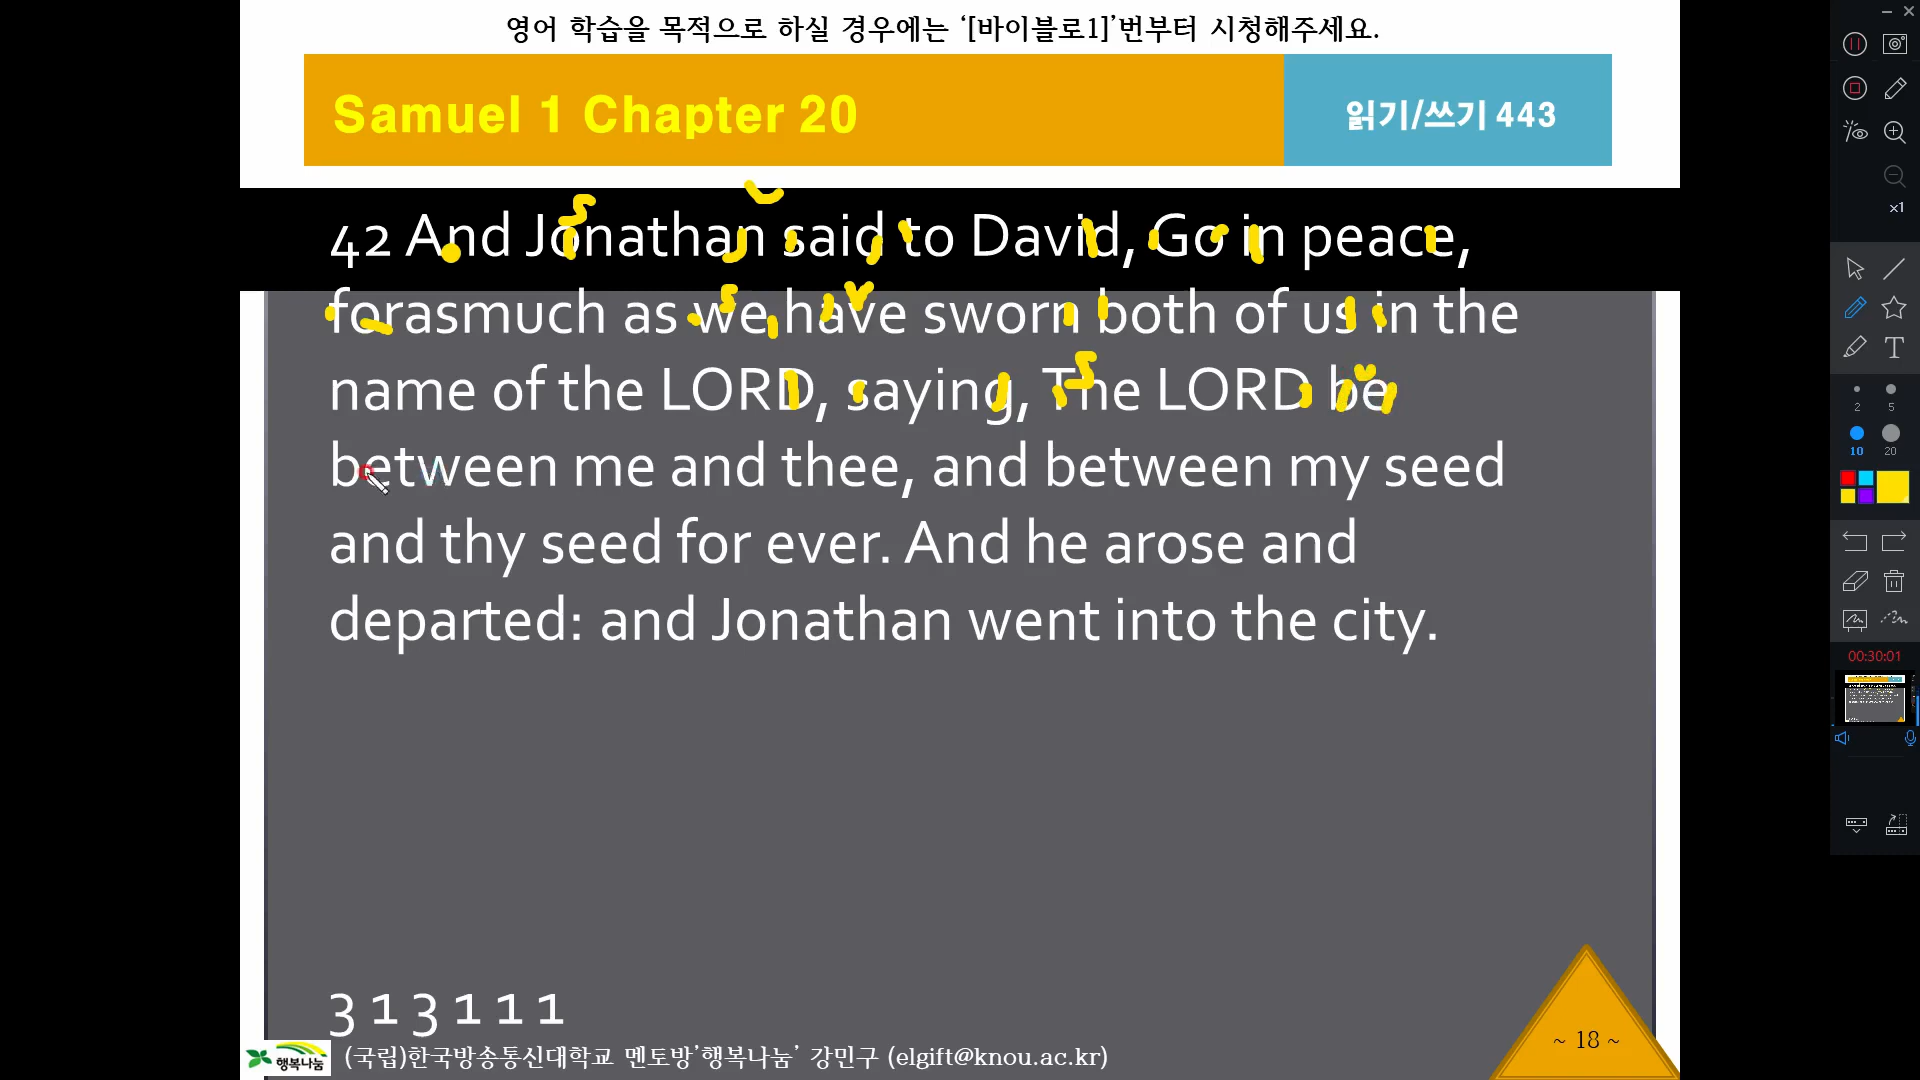 영어 학습을 목적으로 하실 경우에는 ‘[바이블로1]’번부터 시청해주세요.
Samuel 1 Chapter 20
읽기/쓰기 443
42 And Jonathan said to David, Go in peace,
forasmuch as we have sworn both of us in the
name of the LORD, saying, The LORD be
between me and thee, and between my seed
and thy seed for ever. And he arose and
departed: and Jonathan went into the city.
3 1 3 1 1 1
~ 18 ~
행복나눔
(국립)한국방송통신대학교 멘토방’행복나눔’ 강민구 (elgift@knou.ac.kr)
x1
T
2 5
10 20
00:30:01